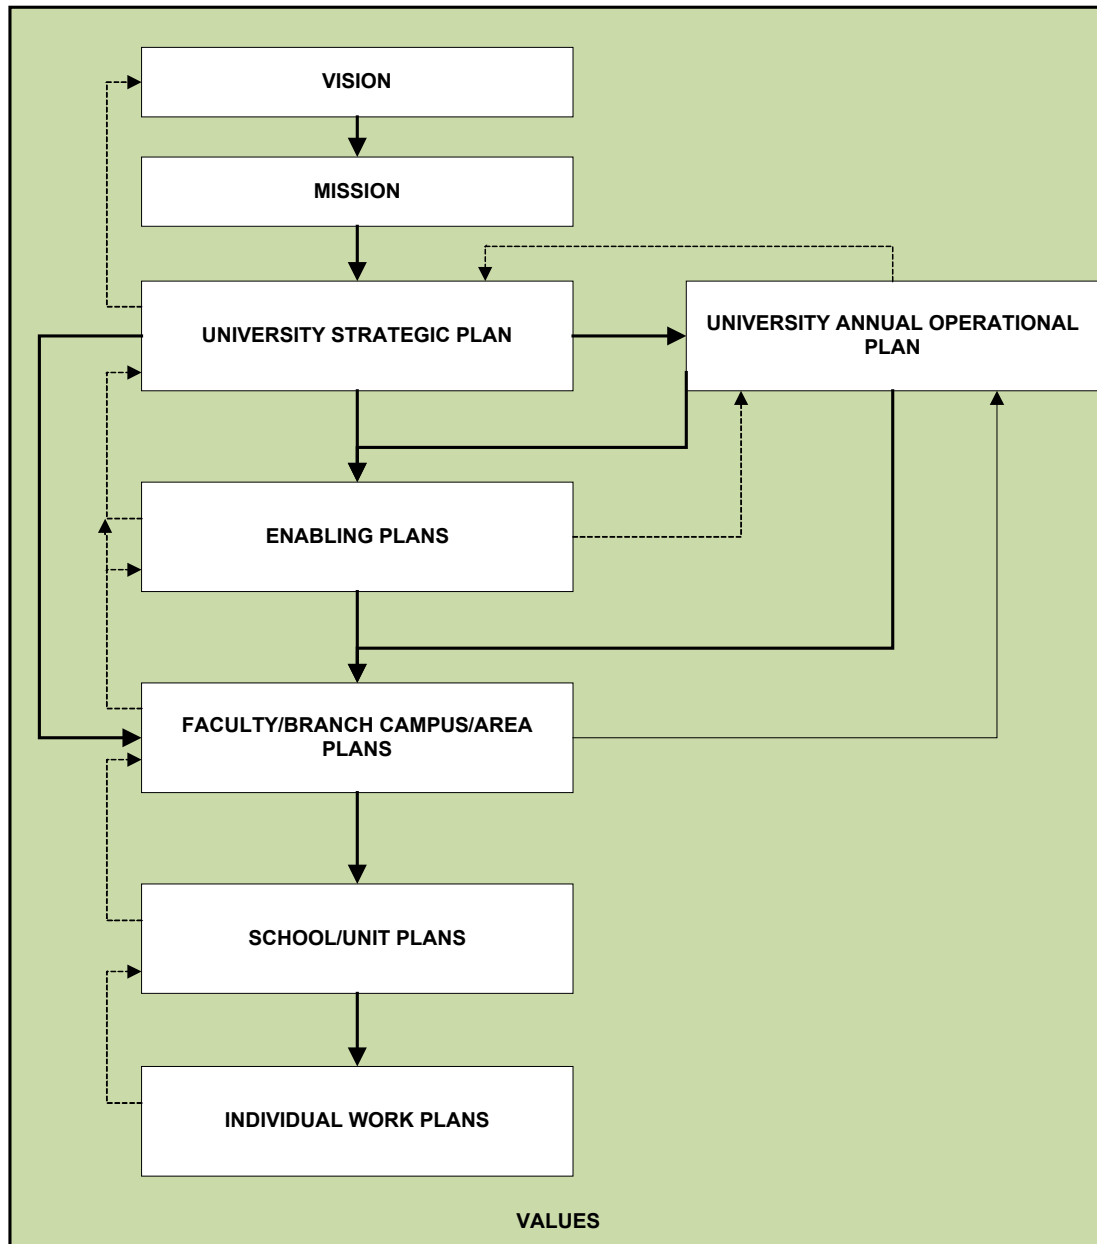 VISION
MISSION
UNIVERSITY STRATEGIC PLAN
UNIVERSITY ANNUAL OPERATIONAL
PLAN
ENABLING PLANS
FACULTY/BRANCH CAMPUS/AREA
PLANS
SCHOOL/UNIT PLANS
INDIVIDUAL WORK PLANS
VALUES